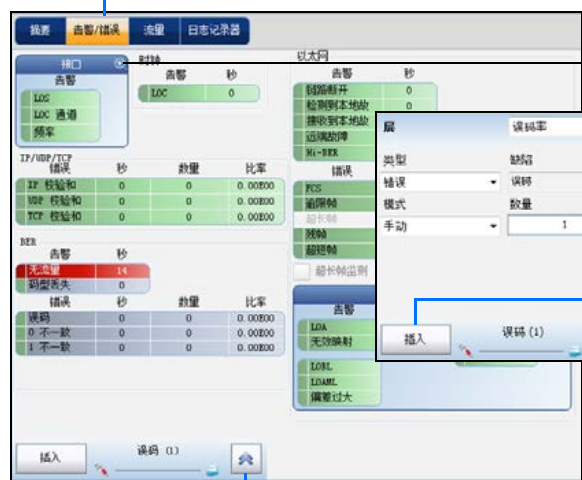 摘要 告警/错误 流量 日志记录器
接口
告警
LOS
LOC 通道
频率
时钟
告警 秒
LOC 0
IP/UDP/TCP
错误 秒 数量 比率
IP 校验和 0 0 0.00E00
UDP 校验和 0 0 0.00E00
TCP 校验和 0 0 0.00E00
BER
告警 秒
无流量 14
码型丢失 0
错误 秒 数量 比率
误码 0 0 0.00E00
0 不一致 0 0 0.00E00
1 不一致 0 0 0.00E00
插入 误码 (1)
以太网
告警 秒
链路断开 0
检测到本地故 0
接收到本地故
远端故障
Hi-BER
错误
FCS
超长帧
残帧
超短帧
超长帧监测
告警
LOA
无效映射
LOBL
LOAML
偏差过大
层 误码率
类型 缺陷
错误 误码
模式 数量
手动 1
插入 误码 (1)